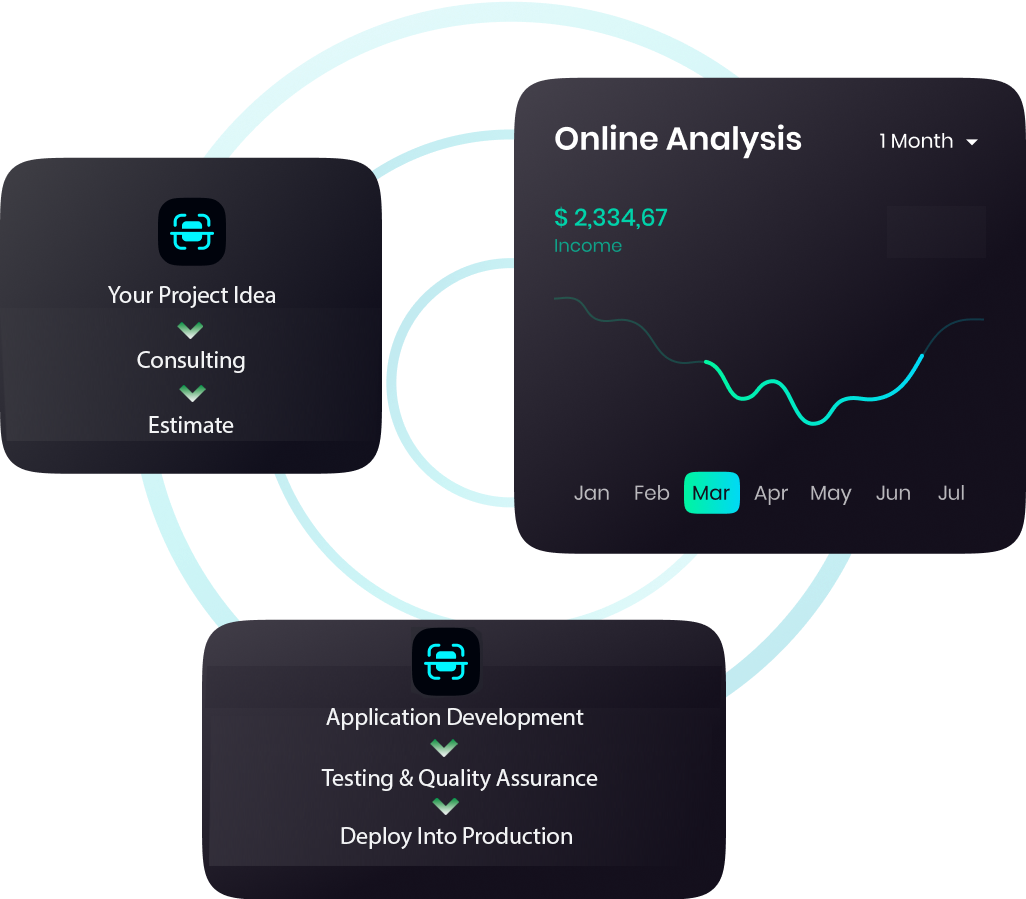 Online Analysis
1 Month
$ 2,334,67
Income
Jan Feb Mar Apr May Jun Jul
Your Project Idea
Consulting
Estimate
Application Development
Testing & Quality Assurance
Deploy Into Production